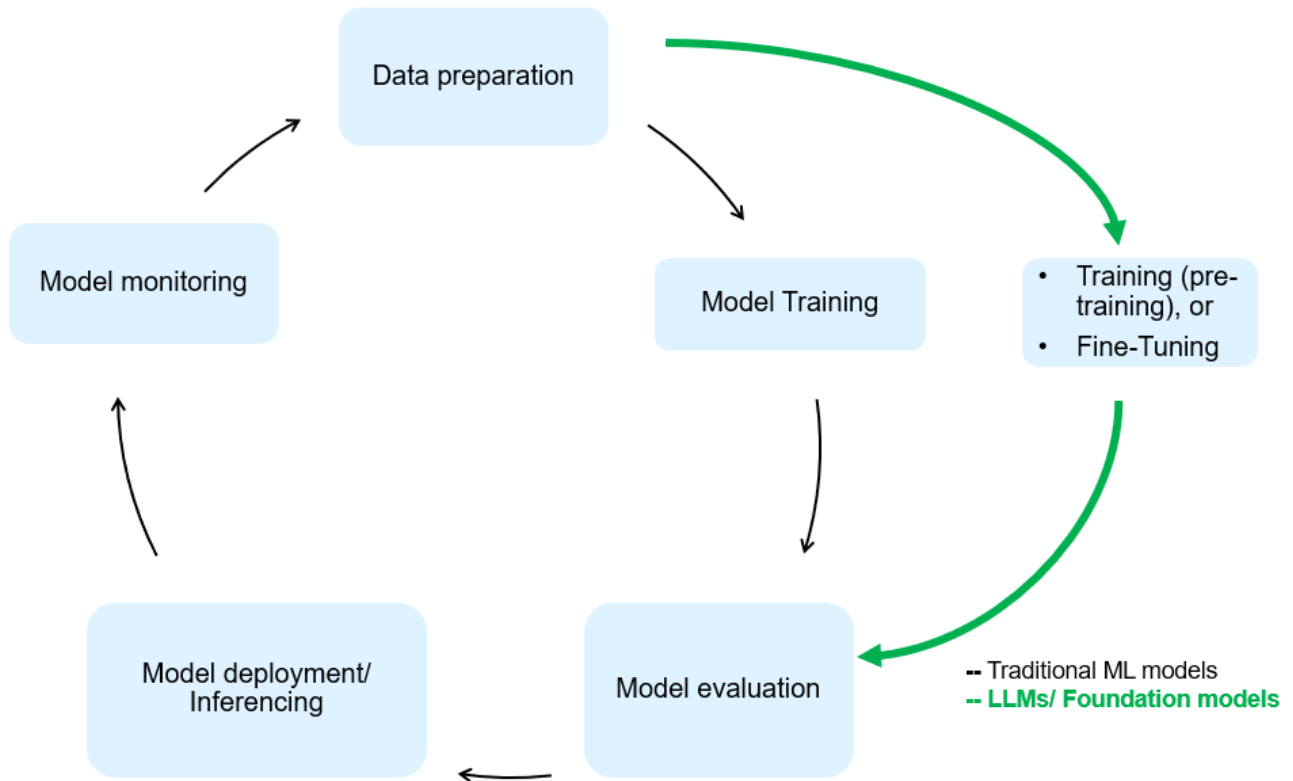 Data preparation
Model monitoring
Model Training
• Training (pre-
training), or
• Fine-Tuning
Model deployment/
Inferencing
Model evaluation
-- Traditional ML models
-- LLMs/ Foundation models